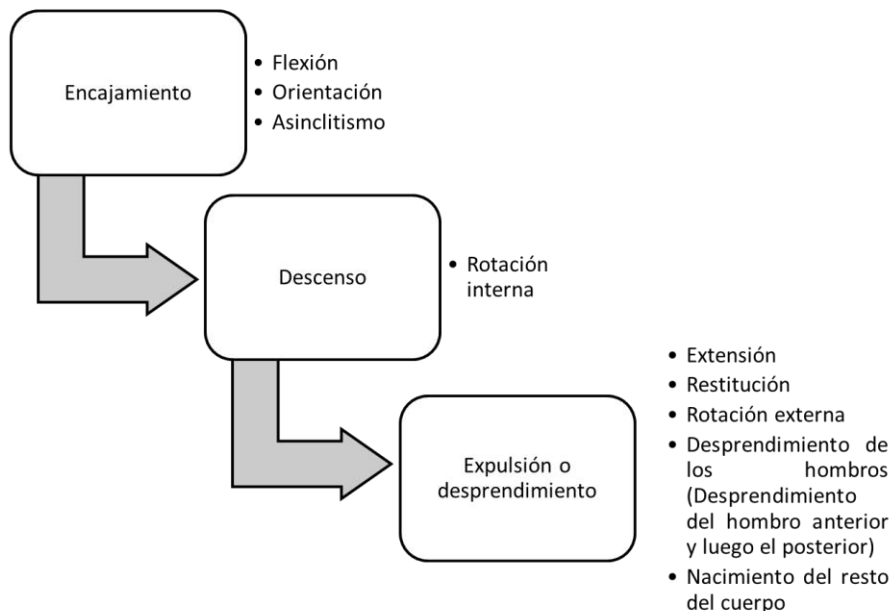 Encajamiento
• Flexión
• Orientación
• Asinclitismo
Descenso
• Rotación
interna
Expulsión o
desprendimiento
• Extensión
• Restitución
• Rotación externa
• Desprendimiento de
los hombros
(Desprendimiento
del hombro anterior
y luego el posterior)
• Nacimiento del resto
del cuerpo